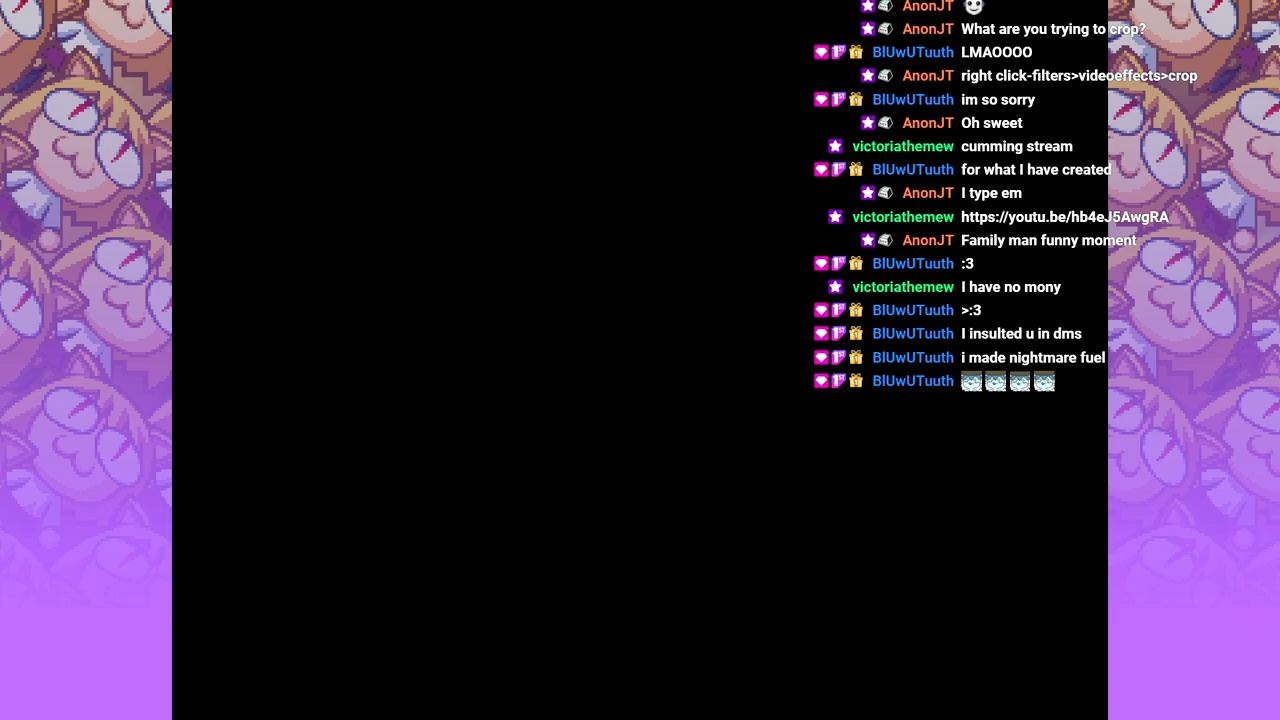 AnonJT
AnonJT What are you trying to crop?
BlUwUTuuth LMAOOOO
AnonJT right click-filters>videoeffects>crop
BlUwUTuuth im so sorry
AnonJT Oh sweet
victoriathemew cumming stream
BlUwUTuuth for what I have created
AnonJT I type em
victoriathemew https://youtu.be/hb4eJ5AwgRA
AnonJT Family man funny moment
BlUwUTuuth :3
victoriathemew I have no mony
BlUwUTuuth >:3
BlUwUTuuth I insulted u in dms
BlUwUTuuth i made nightmare fuel
BlUwUTuuth